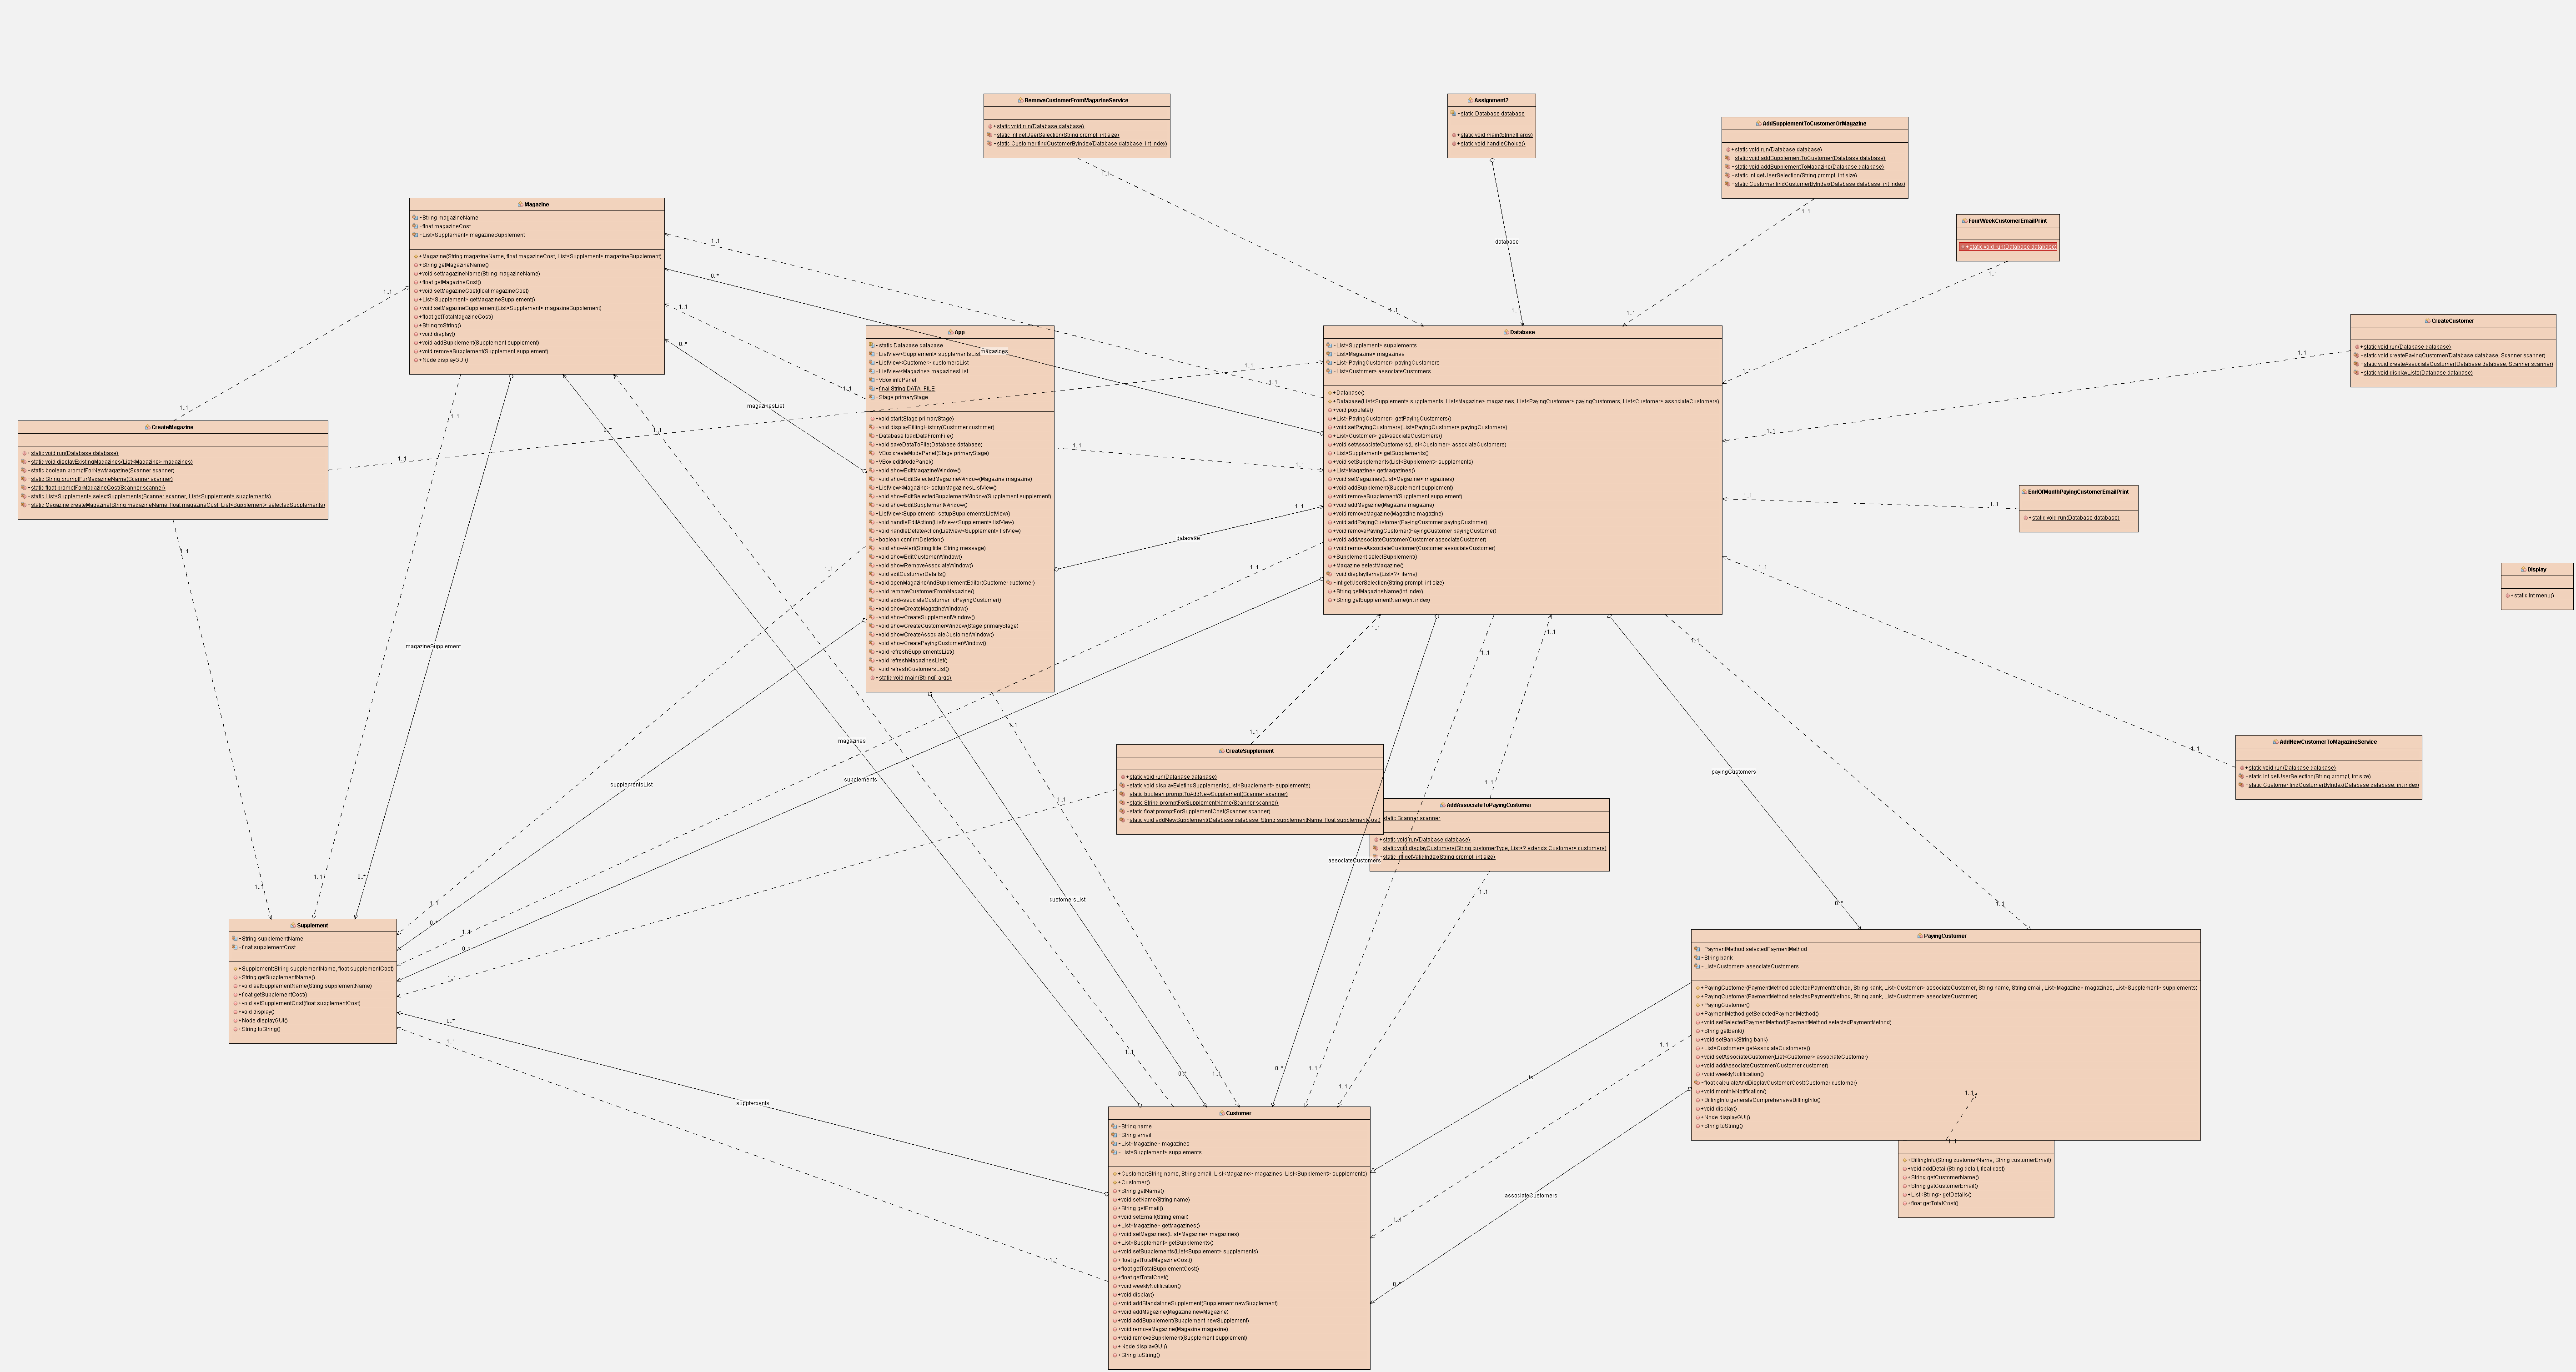 RemoveCustomerFromMagazineService
+static void run(Database database)
-static int getUserSelection(String prompt, int size)
-static Customer findCustomerByIndex(Database database, int index)
Assignment2
-static Database database
+static void main(String[] args)
+static void handleChoice()
AddSupplementToCustomerOrMagazine
+static void run(Database database)
-static void addSupplementToCustomer(Database database)
-static void addSupplementToMagazine(Database database)
-static int getUserSelection(String prompt, int size)
-static Customer findCustomerByIndex(Database database, int index)
FourWeekCustomerEmailPrint
+static void run(Database database)
Magazine
-String magazineName
-float magazineCost
-List<Supplement> magazineSupplement
+Magazine(String magazineName, float magazineCost, List<Supplement> magazineSupplement)
+String getMagazineName()
+void setMagazineName(String magazineName)
+float getMagazineCost()
+void setMagazineCost(float magazineCost)
+List<Supplement> getMagazineSupplement()
+void setMagazineSupplement(List<Supplement> magazineSupplement)
+float getTotalMagazineCost()
+String toString()
+void display()
+void addSupplement(Supplement supplement)
+void removeSupplement(Supplement supplement)
+Node displayGUI()
App
-static Database database
-ListView<Supplement> supplementsList
-ListView<Customer> customersList
-ListView<Magazine> magazinesList
-VBox infoPanel
-final String DATA_FILE
-Stage primaryStage
+void start(Stage primaryStage)
-void displayBillingHistory(Customer customer)
-Database loadDataFromFile()
-void saveDataToFile(Database database)
-VBox createModePanel(Stage primaryStage)
-VBox editModePanel()
-void showEditMagazineWindow()
-void showEditSelectedMagazineWindow(Magazine magazine)
-ListView<Magazine> setupMagazinesListView()
-void showEditSelectedSupplementWindow(Supplement supplement)
-void showEditSupplementWindow()
-ListView<Supplement> setupSupplementsListView()
-void handleEditAction(ListView<Supplement> listView)
-void handleDeleteAction(ListView<Supplement> listView)
-boolean confirmDeletion()
-void showAlert(String title, String message)
-void showEditCustomerWindow()
-void showRemoveAssociateWindow()
-void editCustomerDetails()
-void openMagazineAndSupplementEditor(Customer customer)
-void removeCustomerFromMagazine()
-void addAssociateCustomerToPayingCustomer()
-void showCreateMagazineWindow()
-void showCreateSupplementWindow()
-void showCreateCustomerWindow(Stage primaryStage)
-void showCreateAssociateCustomerWindow()
-void showCreatePayingCustomerWindow()
-void refreshSupplementsList()
-void refreshMagazinesList()
-void refreshCustomersList()
+static void main(String[] args)
Database
-List<Supplement> supplements
-List<Magazine> magazines
-List<PayingCustomer> payingCustomers
-List<Customer> associateCustomers
+Database()
+Database(List<Supplement> supplements, List<Magazine> magazines, List<PayingCustomer> payingCustomers, List<Customer> associateCustomers)
+void populate()
+List<PayingCustomer> getPayingCustomers()
+void setPayingCustomers(List<PayingCustomer> payingCustomers)
+List<Customer> getAssociateCustomers()
+void setAssociateCustomers(List<Customer> associateCustomers)
+List<Supplement> getSupplements()
+void setSupplements(List<Supplement> supplements)
+List<Magazine> getMagazines()
+void setMagazines(List<Magazine> magazines)
+void addSupplement(Supplement supplement)
+void removeSupplement(Supplement supplement)
+void addMagazine(Magazine magazine)
+void removeMagazine(Magazine magazine)
+void addPayingCustomer(PayingCustomer payingCustomer)
+void removePayingCustomer(PayingCustomer payingCustomer)
+void addAssociateCustomer(Customer associateCustomer)
+void removeAssociateCustomer(Customer associateCustomer)
+Supplement selectSupplement()
+Magazine selectMagazine()
-void displayItems(List<?> items)
-int getUserSelection(String prompt, int size)
+String getMagazineName(int index)
+String getSupplementName(int index)
CreateCustomer
+static void run(Database database)
-static void createPayingCustomer(Database database, Scanner scanner)
-static void createAssociateCustomer(Database database, Scanner scanner)
-static void displayLists(Database database)
CreateMagazine
+static void run(Database database)
-static void displayExistingMagazines(List<Magazine> magazines)
-static boolean promptForNewMagazine(Scanner scanner)
-static String promptForMagazineName(Scanner scanner)
-static float promptForMagazineCost(Scanner scanner)
-static List<Supplement> selectSupplements(Scanner scanner, List<Supplement> supplements)
-static Magazine createMagazine(String magazineName, float magazineCost, List<Supplement> selectedSupplements)
EndOfMonthPayingCustomerEmailPrint
+static void run(Database database)
Display
+static int menu()
AddNewCustomerToMagazineService
+static void run(Database database)
-static int getUserSelection(String prompt, int size)
-static Customer findCustomerByIndex(Database database, int index)
CreateSupplement
+static void run(Database database)
-static void displayExistingSupplements(List<Supplement> supplements)
-static boolean promptToAddNewSupplement(Scanner scanner)
-static String promptForSupplementName(Scanner scanner)
-static float promptForSupplementCost(Scanner scanner)
-static void addNewSupplement(Database database, String supplementName, float supplementCost)
AddAssociateToPayingCustomer
static Scanner scanner
+static void run(Database database)
-static void displayCustomers(String customerType, List<? extends Customer> customers)
-static int getValidIndex(String prompt, int size)
Supplement
-String supplementName
-float supplementCost
+Supplement(String supplementName, float supplementCost)
+String getSupplementName()
+void setSupplementName(String supplementName)
+float getSupplementCost()
+void setSupplementCost(float supplementCost)
+void display()
+Node displayGUI()
+String toString()
PayingCustomer
-PaymentMethod selectedPaymentMethod
-String bank
-List<Customer> associateCustomers
+PayingCustomer(PaymentMethod selectedPaymentMethod, String bank, List<Customer> associateCustomer, String name, String email, List<Magazine> magazines, List<Supplement> supplements)
+PayingCustomer(PaymentMethod selectedPaymentMethod, String bank, List<Customer> associateCustomer)
+PayingCustomer()
+PaymentMethod getSelectedPaymentMethod()
+void setSelectedPaymentMethod(PaymentMethod selectedPaymentMethod)
+String getBank()
+void setBank(String bank)
+List<Customer> getAssociateCustomers()
+void setAssociateCustomer(List<Customer> associateCustomer)
+void addAssociateCustomer(Customer customer)
+void weeklyNotification()
-float calculateAndDisplayCustomerCost(Customer customer)
+void monthlyNotification()
+BillingInfo generateComprehensiveBillingInfo()
+void display()
+Node displayGUI()
+String toString()
+BillingInfo(String customerName, String customerEmail)
+void addDetail(String detail, float cost)
+String getCustomerName()
+String getCustomerEmail()
+List<String> getDetails()
+float getTotalCost()
Customer
-String name
-String email
-List<Magazine> magazines
-List<Supplement> supplements
+Customer(String name, String email, List<Magazine> magazines, List<Supplement> supplements)
+Customer()
+String getName()
+void setName(String name)
+String getEmail()
+void setEmail(String email)
+List<Magazine> getMagazines()
+void setMagazines(List<Magazine> magazines)
+List<Supplement> getSupplements()
+void setSupplements(List<Supplement> supplements)
+float getTotalMagazineCost()
+float getTotalSupplementCost()
+float getTotalCost()
+void weeklyNotification()
+void display()
+void addStandaloneSupplement(Supplement newSupplement)
+void addMagazine(Magazine newMagazine)
+void addSupplement(Supplement newSupplement)
+void removeMagazine(Magazine magazine)
+void removeSupplement(Supplement supplement)
+Node displayGUI()
+String toString()
database
magazines
magazinesList
database
magazineSupplement
supplementsList
magazines
supplements
customersList
associateCustomers
payingCustomers
supplements
is
associateCustomers
1..1
0..*